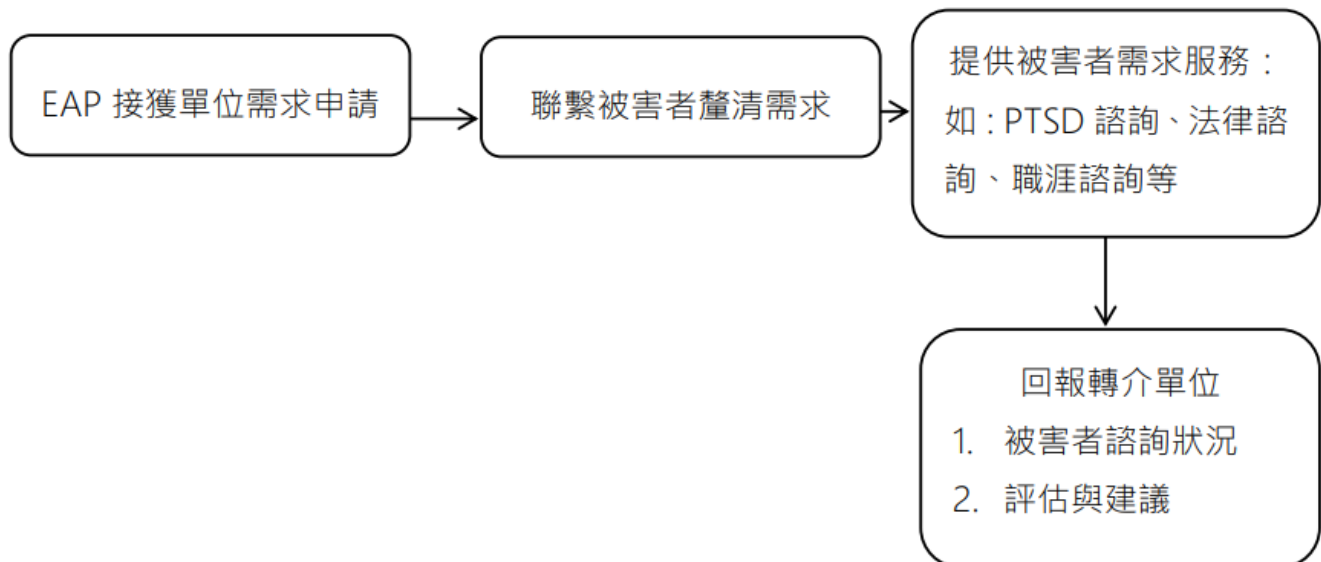 EAP 接獲單位需求申請
聯繫被害者釐清需求
提供被害者需求服務：
如：PTSD 諮詢、法律諮
詢、職涯諮詢等
回報轉介單位
1. 被害者諮詢狀況
2. 評估與建議